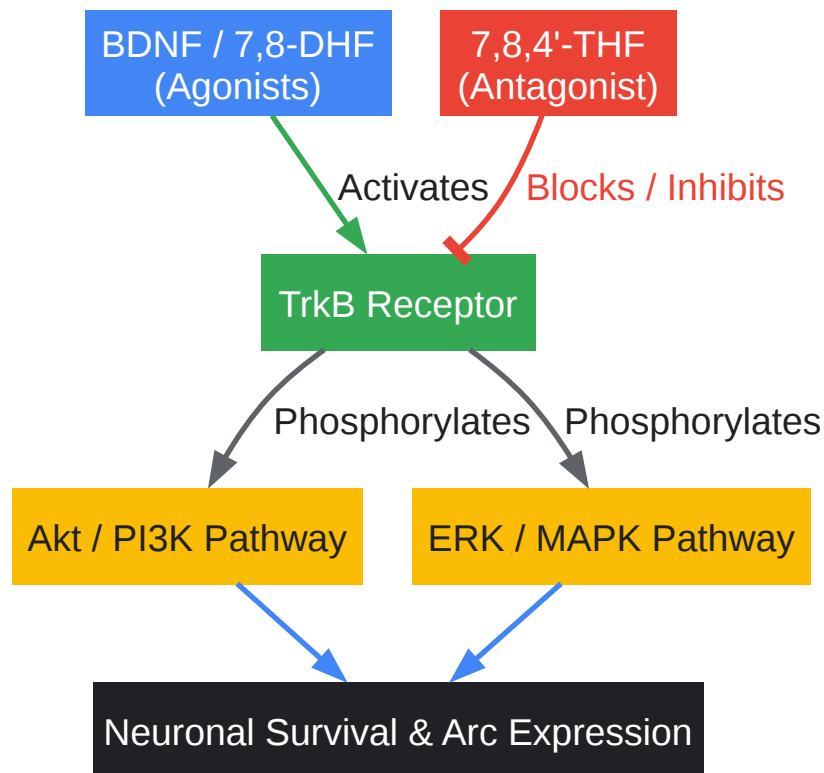 BDNF / 7,8-DHF
(Agonists)
7,8,4'-THF
(Antagonist)
Activates
Blocks / Inhibits
TrkB Receptor
Phosphorylates
Phosphorylates
Akt / PI3K Pathway
ERK / MAPK Pathway
Neuronal Survival & Arc Expression